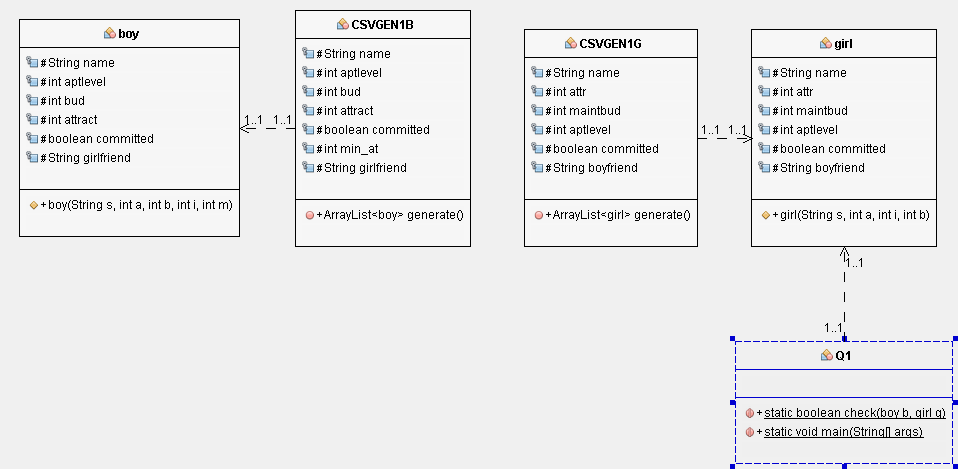 boy
#String name
#int aptlevel
#int bud
#int attract
#boolean committed
#String girlfriend
+boy(String s, int a, int b, int i, int m)
1..1 1..1
CSVGEN1B
#String name
#int aptlevel
#int bud
#int attract
#boolean committed
#int min_at
#String girlfriend
+ArrayList<boy> generate()
CSVGEN1G
#String name
#int attr
#int maintbud
#int aptlevel
#boolean committed
#String boyfriend
+ArrayList<girl> generate()
1..1 1..1
girl
#String name
#int attr
#int maintbud
#int aptlevel
#boolean committed
#String boyfriend
+girl(String s, int a, int i, int b)
1..1
1..1
Q1
+static boolean check(boy b, girl g)
+static void main(String[] args)